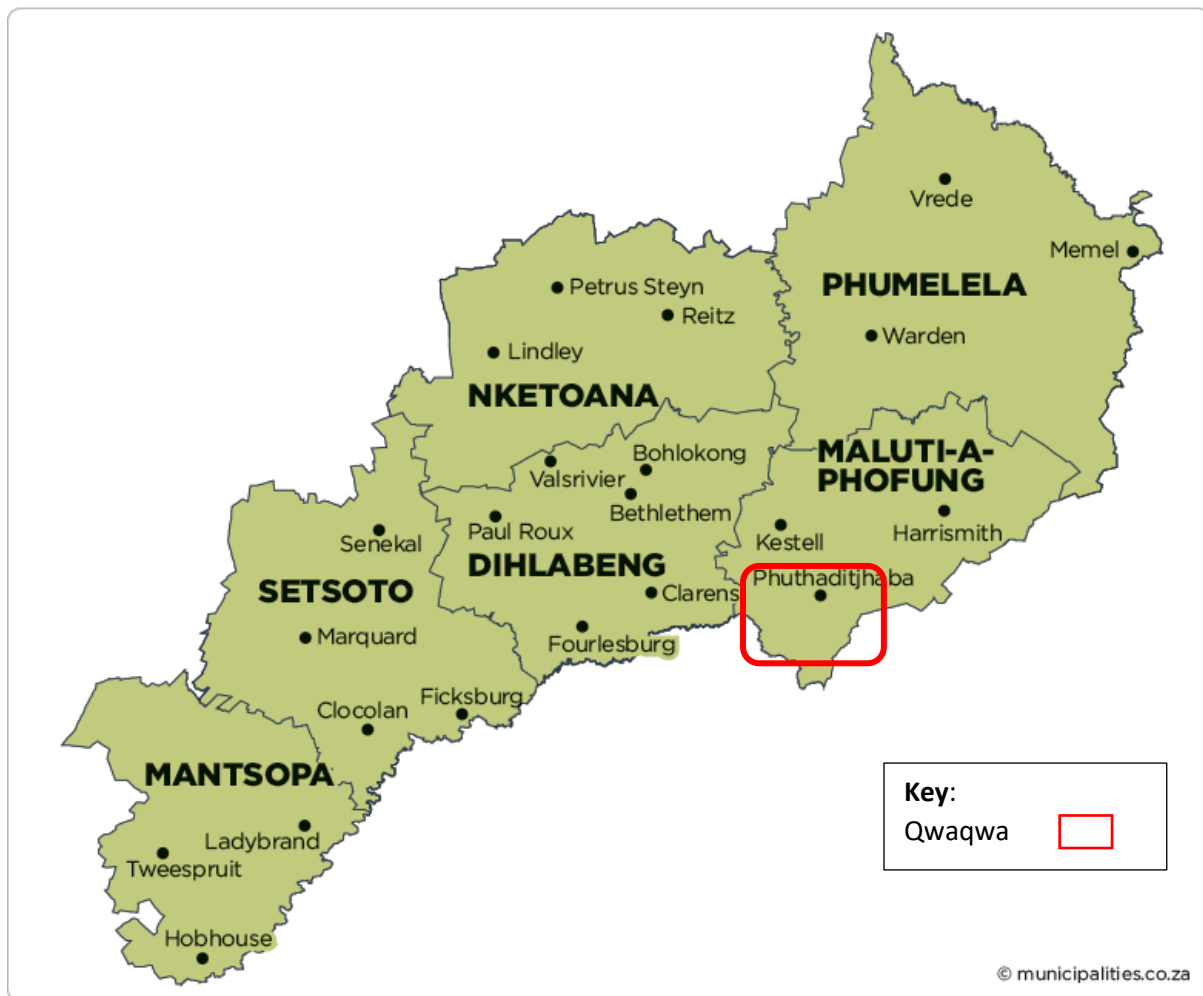 Vrede
Memel
PHUMELELA
Petrus Steyn
Reitz
Warden
Lindley
NKETOANA
MALUTI-A-
PHOFUNG
Bohlokong
Valsrivier
Bethlethem
Paul Roux
Harrismith
Kestell
Senekal
DIHLABENG
Phuthaditjhaba
SETSOTO
Clarens
Marquard
Fourlesburg
Ficksburg
Clocolan
MANTSOPA
Key:
Qwaqwa
Ladybrand
Tweespruit
Hobhouse
© municipalities.co.za